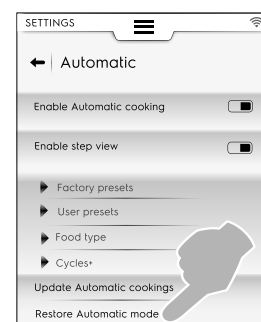 SETTINGS
Automatic
Enable Automatic cooking
Enable step view
Factory presets
User presets
Food type
Cycles+
Update Automatic cookings
Restore Automatic mode